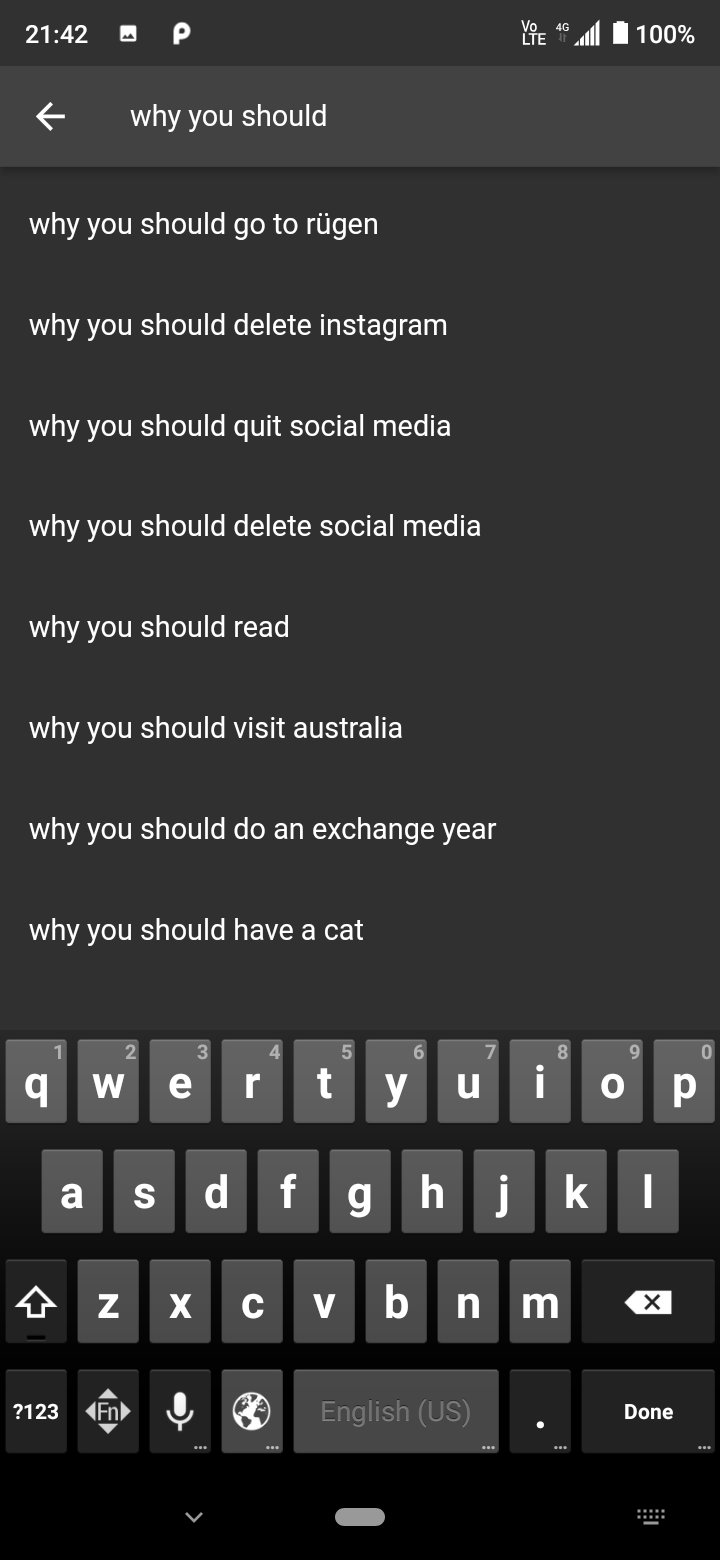 21:42 Vo LTE 4G 100%
why you should
why you should go to rügen
why you should delete instagram
why you should quit social media
why you should delete social media
why you should read
why you should visit australia
why you should do an exchange year
why you should have a cat
1 2 3 4 5 6 7 8 9 0
q w e r t y u i o p
a s d f g h j k l
z x c v b n m
?123 Fn English (US) . Done